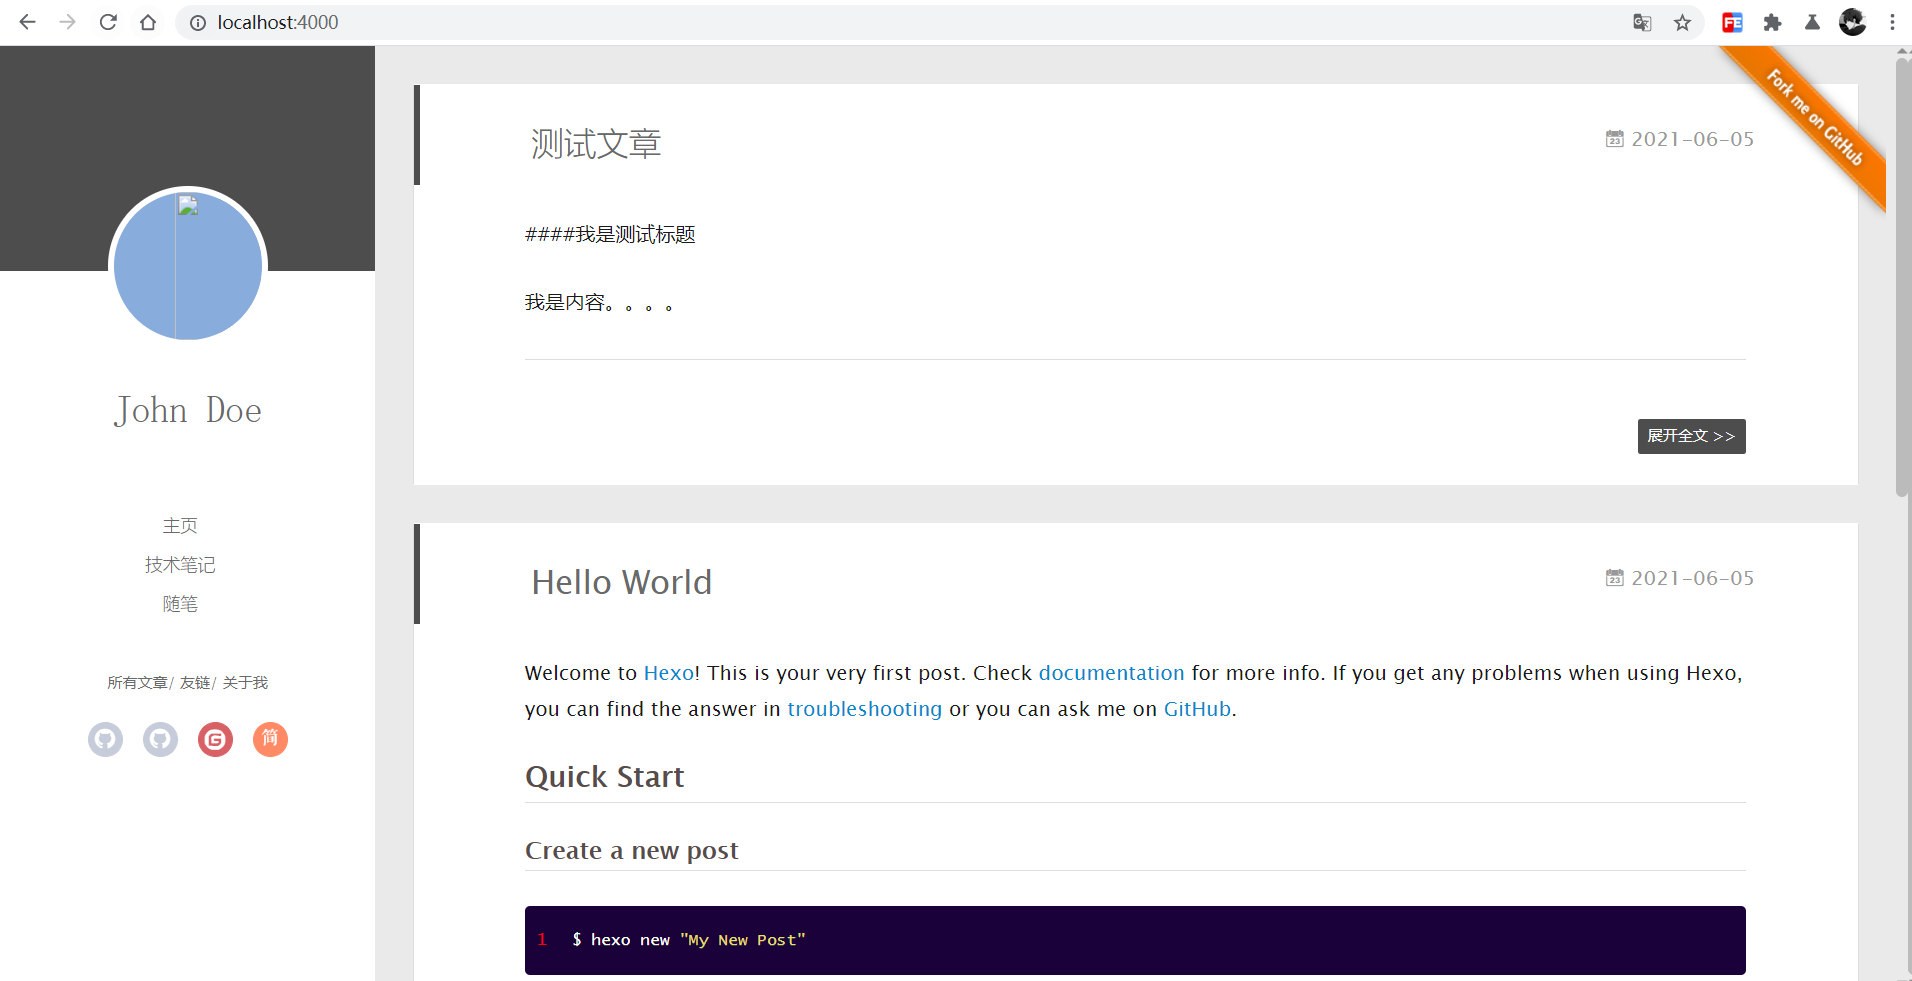 localhost:4000
Fork me on GitHub
测试文章
23 2021-06-05
####我是测试标题
我是内容。。。。
展开全文 >>
John Doe
主页
技术笔记
随笔
所有文章/ 友链/ 关于我
简
Hello World
23 2021-06-05
Welcome to Hexo! This is your very first post. Check documentation for more info. If you get any problems when using Hexo,
you can find the answer in troubleshooting or you can ask me on GitHub.
Quick Start
Create a new post
1 $ hexo new "My New Post"